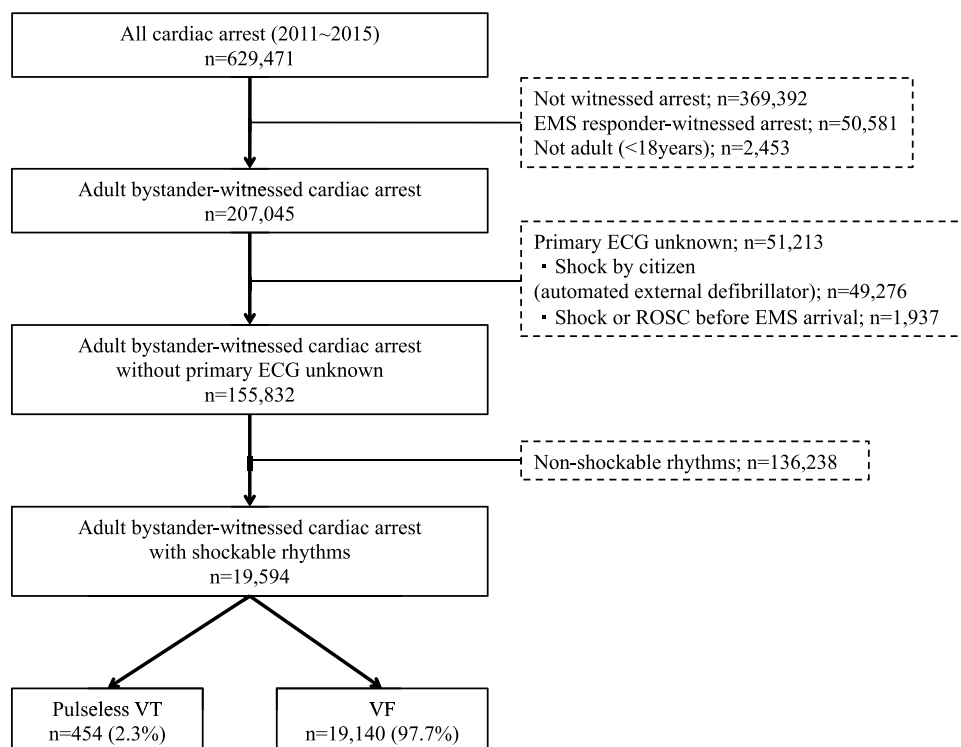 All cardiac arrest (2011~2015)
n=629,471
Not witnessed arrest; n=369,392
EMS responder-witnessed arrest; n=50,581
Not adult (<18years); n=2,453
Adult bystander-witnessed cardiac arrest
n=207,045
Primary ECG unknown; n=51,213
・Shock by citizen
(automated external defibrillator); n=49,276
・Shock or ROSC before EMS arrival; n=1,937
Adult bystander-witnessed cardiac arrest
without primary ECG unknown
n=155,832
Non-shockable rhythms; n=136,238
Adult bystander-witnessed cardiac arrest
with shockable rhythms
n=19,594
Pulseless VT
n=454 (2.3%)
VF
n=19,140 (97.7%)